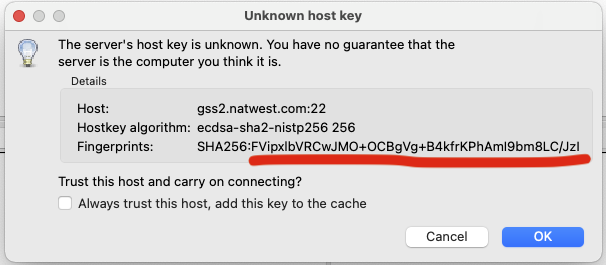 Unknown host key
The server's host key is unknown. You have no guarantee that the
server is the computer you think it is.
Details
Host: gss2.natwest.com:22
Hostkey algorithm: ecdsa-sha2-nistp256 256
Fingerprints: SHA256:FVipxlbVRCwJMO+OCBgVg+B4kfrKPhAml9bm8LC/JzI
Trust this host and carry on connecting?
Always trust this host, add this key to the cache
Cancel
OK